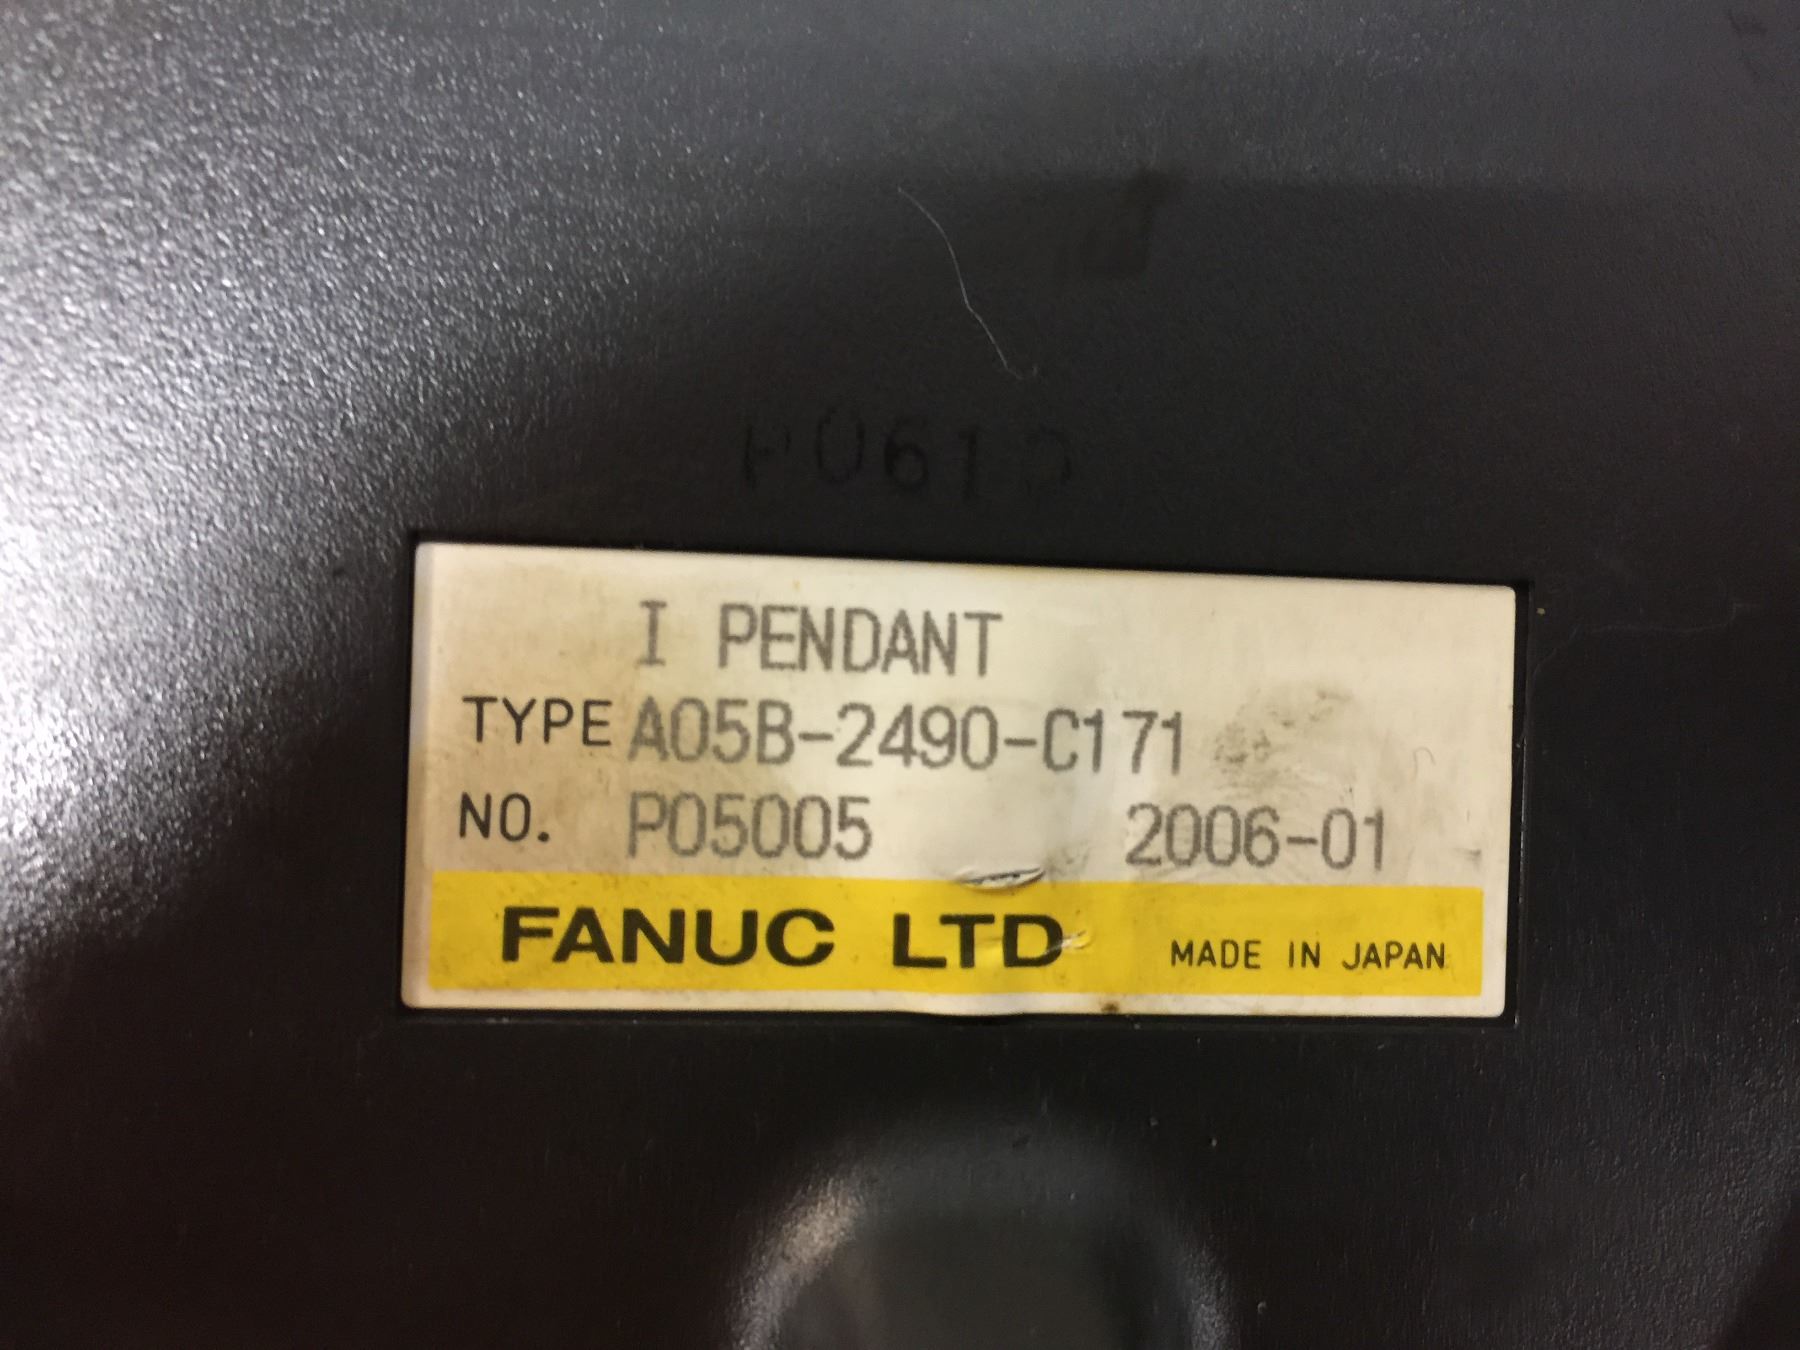 I PENDANT
TYPE A05B-2490-C171
NO. P05005 2006-01
FANUC LTD MADE IN JAPAN